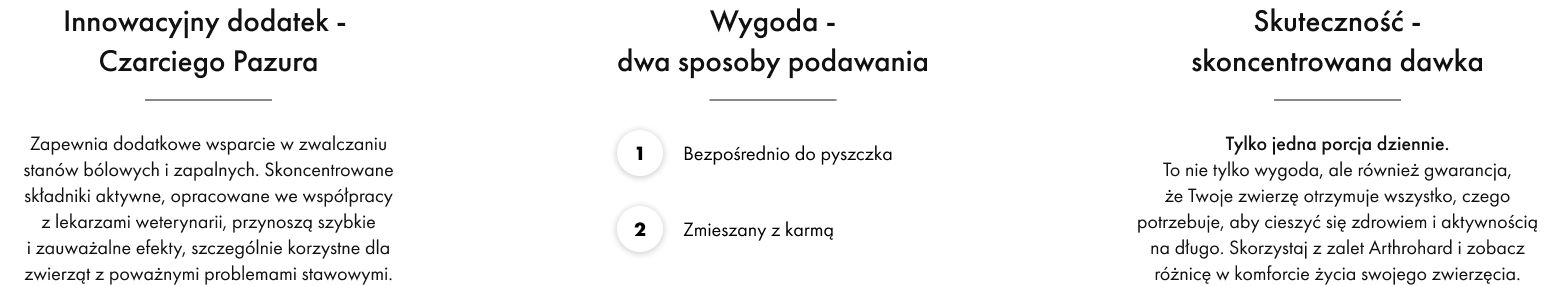 Innowacyjny dodatek -
Czarciego Pazura
Zapewnia dodatkowe wsparcie w zwalczaniu
stanów bólowych i zapalnych. Skoncentrowane
składniki aktywne, opracowane we współpracy
z lekarzami weterynarii, przynoszą szybkie
i zauważalne efekty, szczególnie korzystne dla
zwierząt z poważnymi problemami stawowymi.
Wygoda -
dwa sposoby podawania
1 Bezpośrednio do pyszczka
2 Zmieszany z karmą
Skuteczność -
skoncentrowana dawka
Tylko jedna porcja dziennie.
To nie tylko wygoda, ale również gwarancja,
że Twoje zwierzę otrzymuje wszystko, czego
potrzebuje, aby cieszyć się zdrowiem i aktywnością
na długo. Skorzystaj z zalet Arthrohard i zobacz
różnicę w komforcie życia swojego zwierzęcia.